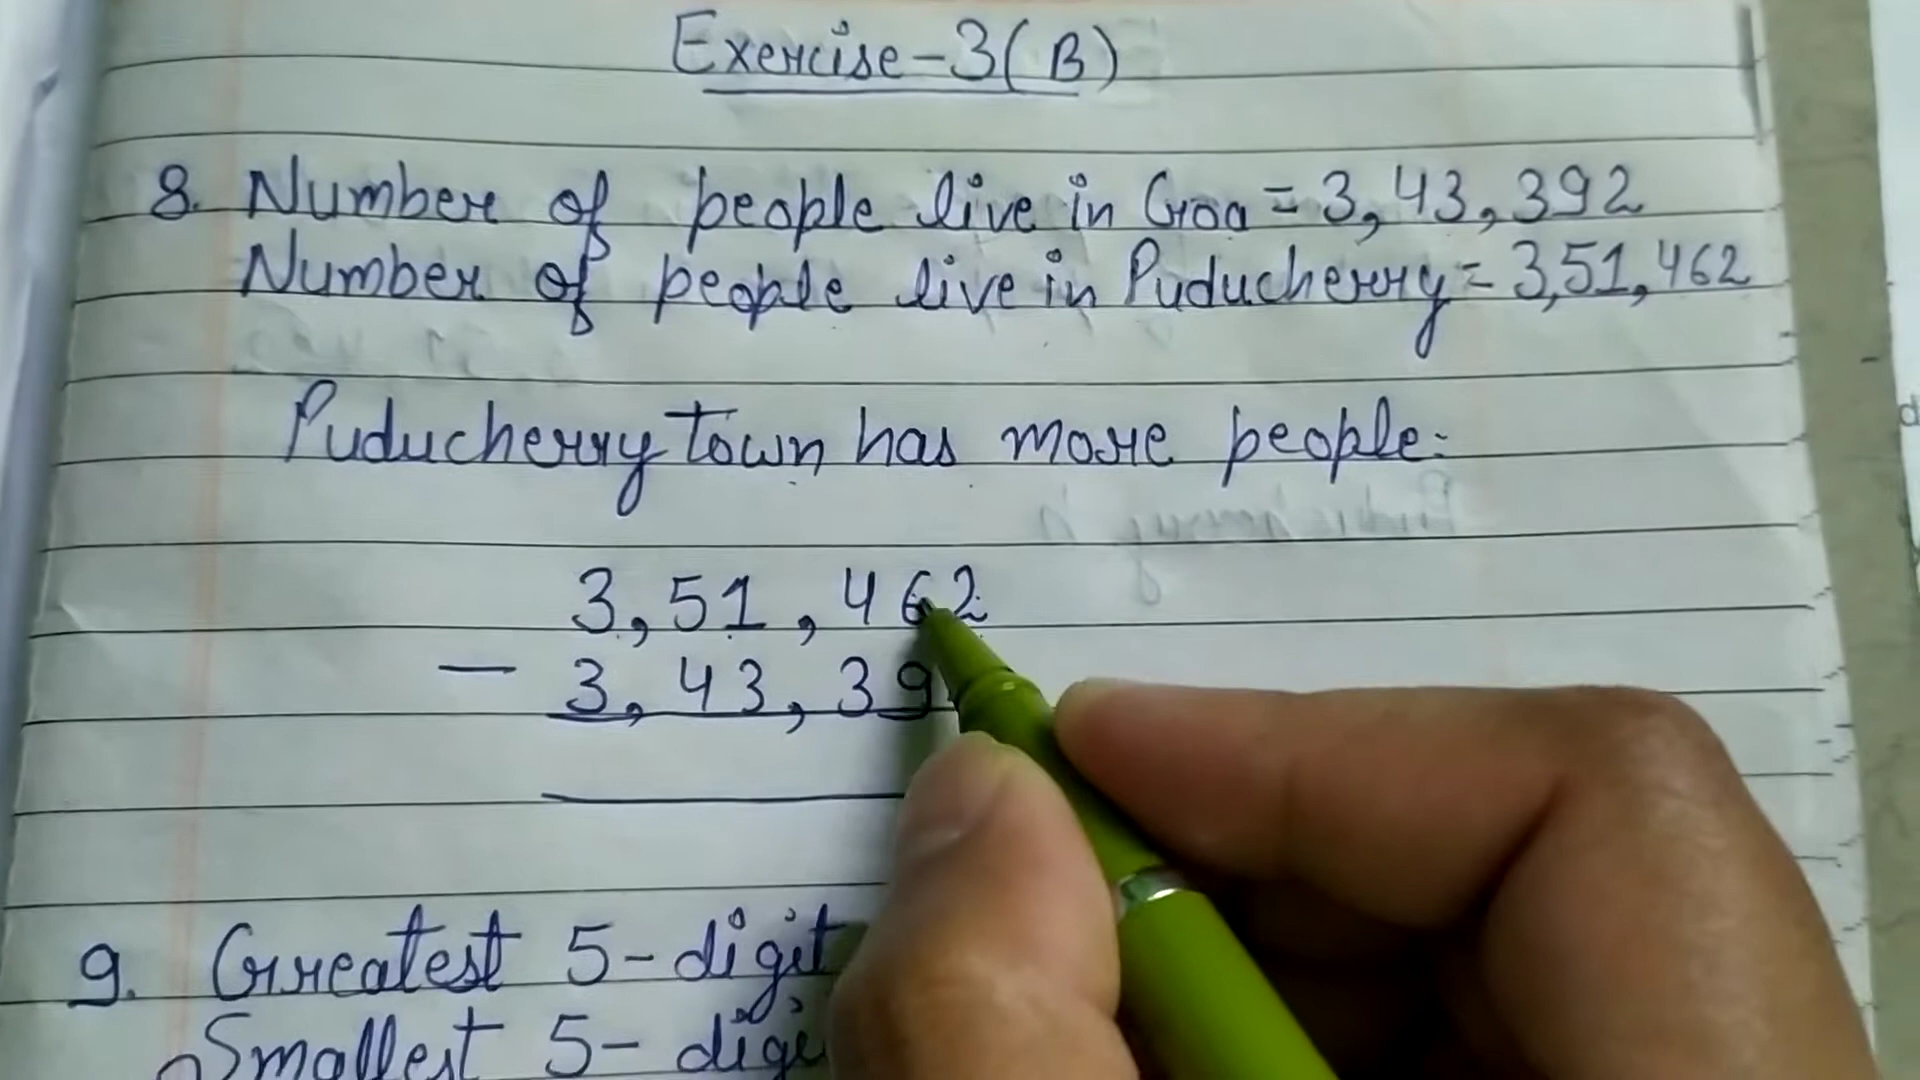 Exercise-3(B)
8. Number of people live in Goa = 3,43,392
Number of people live in Puducherry = 3,51,462
Puducherry Town has more people.
3,51,462
- 3,43,39
9. Greatest 5-digit
Smallest 5-digi